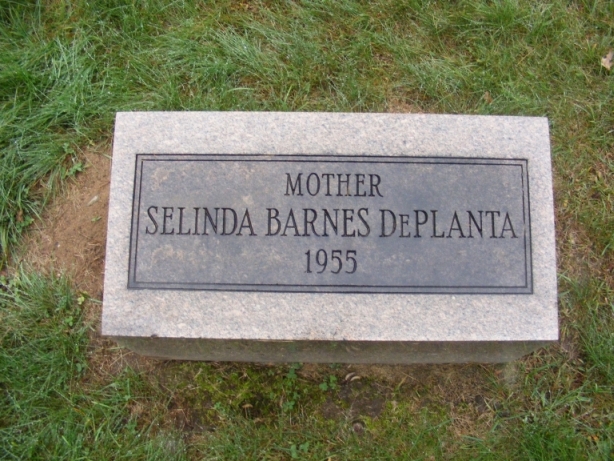 MOTHER
SELINDA BARNES DEPLANTA
1955